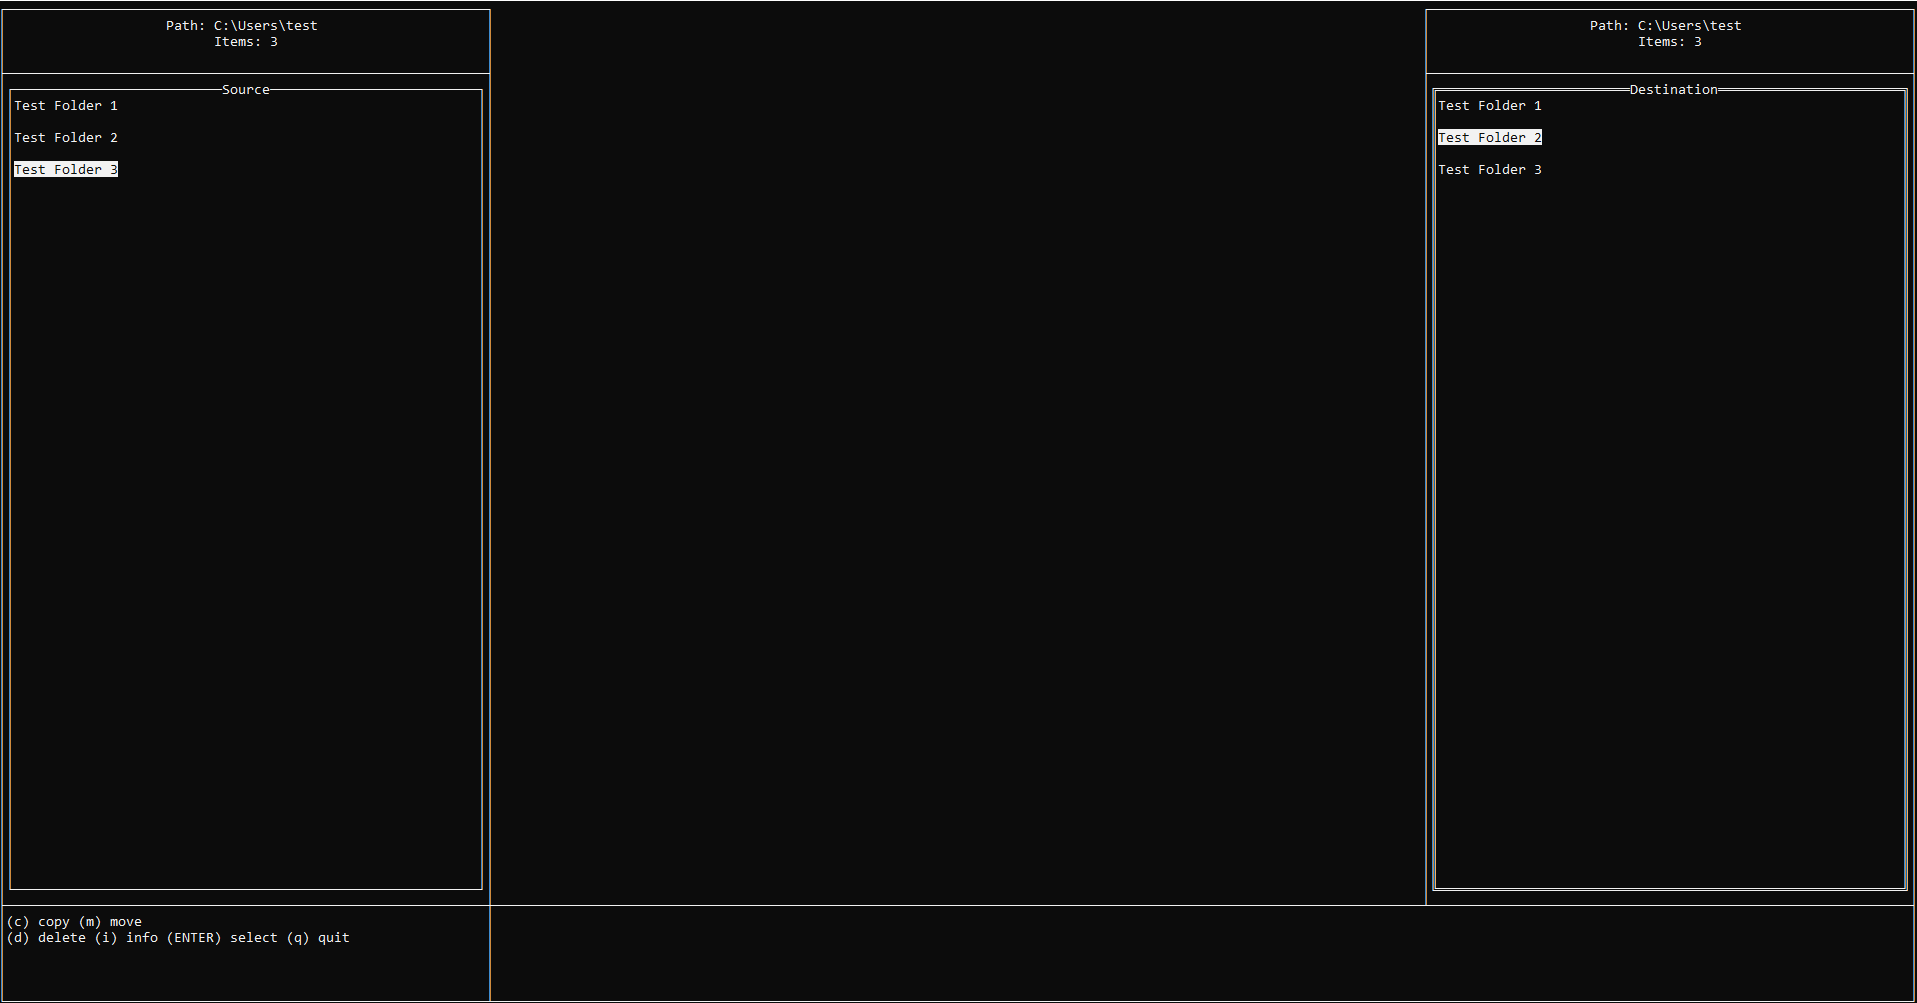 Path: C:\Users\test
Items: 3
Source
Test Folder 1
Test Folder 2
Test Folder 3
Path: C:\Users\test
Items: 3
Destination
Test Folder 1
Test Folder 2
Test Folder 3
(c) copy (m) move
(d) delete (i) info (ENTER) select (q) quit